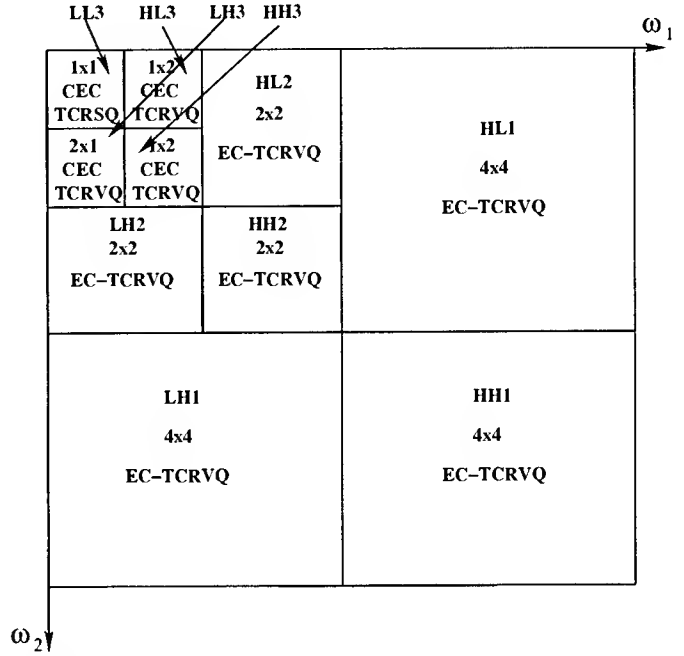 LL3 HL3 LH3 HH3
ω1
1x1
CEC
TCRSQ
1x2
CEC
TCRVQ
HL2
2x2
EC-TCRVQ
HL1
4x4
EC-TCRVQ
2x1
CEC
TCRVQ
1x2
CEC
TCRVQ
LH2
2x2
EC-TCRVQ
HH2
2x2
EC-TCRVQ
LH1
4x4
EC-TCRVQ
HH1
4x4
EC-TCRVQ
ω2